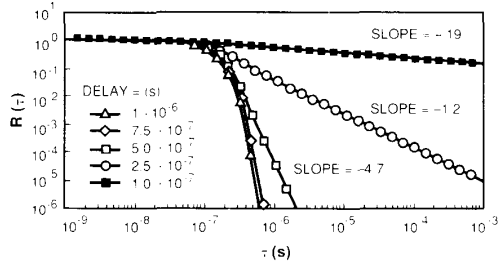 10¹
10⁰
10⁻¹
10⁻²
10⁻³
10⁻⁴
10⁻⁵
10⁻⁶
R(τ)
SLOPE = -.19
SLOPE = -1.2
SLOPE = -4.7
DELAY = (s)
1 · 10⁻⁶
7.5 · 10⁻⁷
5.0 · 10⁻⁷
2.5 · 10⁻⁷
1.0 · 10⁻⁷
10⁻⁹ 10⁻⁸ 10⁻⁷ 10⁻⁶ 10⁻⁵ 10⁻⁴ 10⁻³
τ (s)